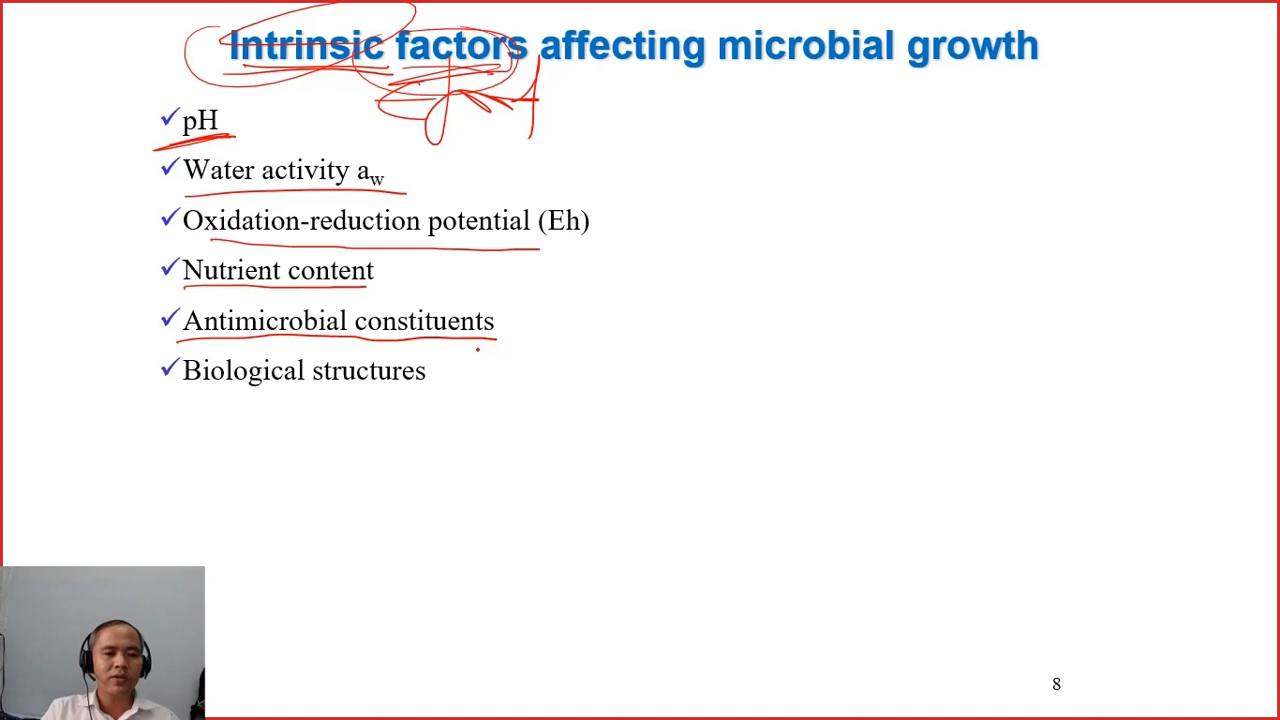 Intrinsic factors affecting microbial growth
✓pH
✓Water activity aw
✓Oxidation-reduction potential (Eh)
✓Nutrient content
✓Antimicrobial constituents
✓Biological structures
8